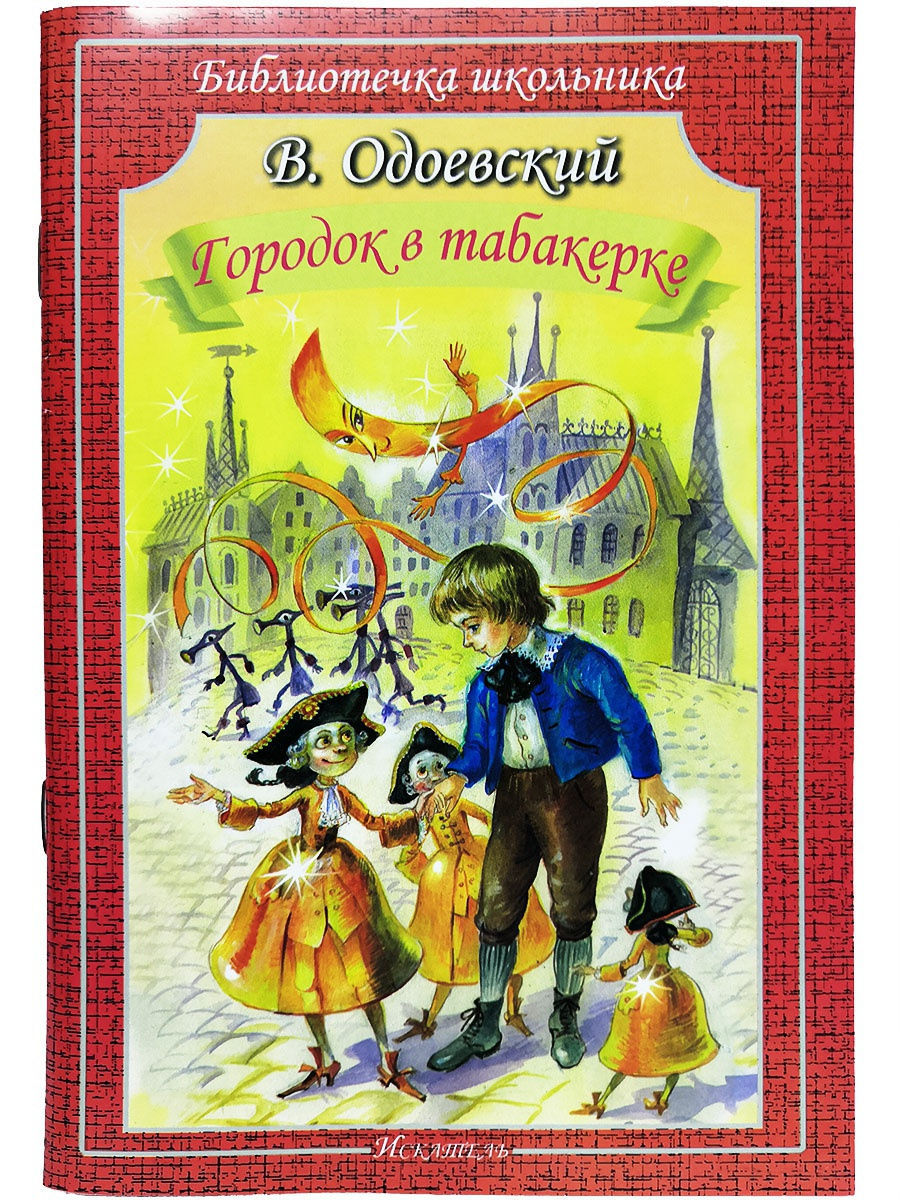 Библиотечка школьника
В. Одоевский
Городок в табакерке
Искатель